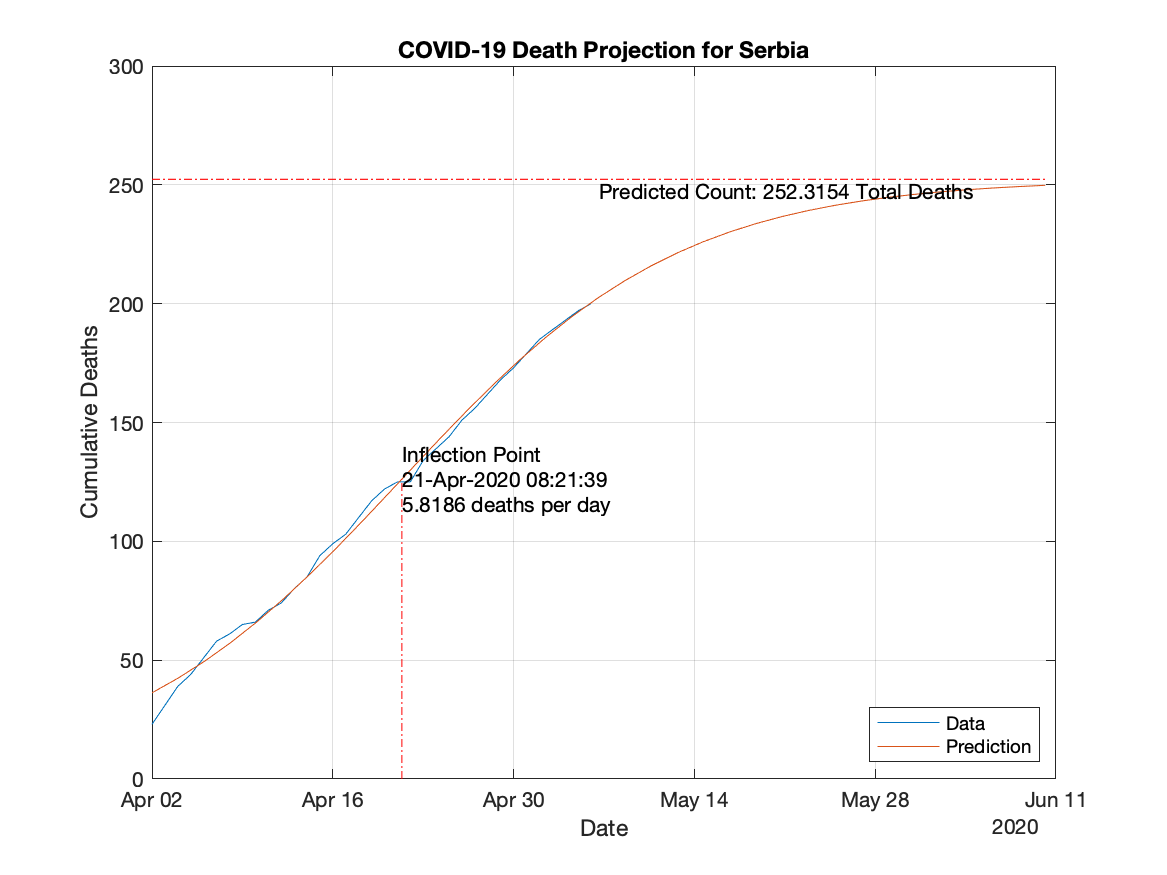 COVID-19 Death Projection for Serbia
300
250
200
150
100
50
0
Cumulative Deaths
Predicted Count: 252.3154 Total Deaths
Inflection Point
21-Apr-2020 08:21:39
5.8186 deaths per day
Data
Prediction
Apr 02 Apr 16 Apr 30 May 14 May 28 Jun 11
Date
2020